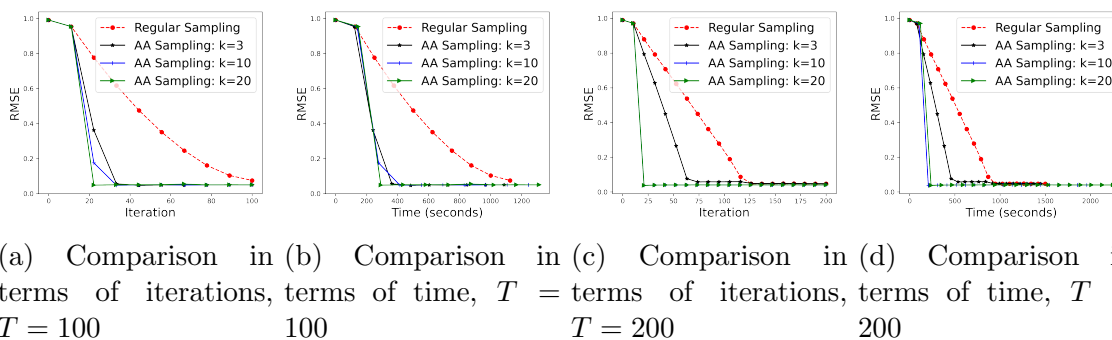 1.0
0.8
0.6
0.4
0.2
0.0
RMSE
Regular Sampling
AA Sampling: k=3
AA Sampling: k=10
AA Sampling: k=20
0 20 40 60 80 100
Iteration
1.0
0.8
0.6
0.4
0.2
0.0
RMSE
Regular Sampling
AA Sampling: k=3
AA Sampling: k=10
AA Sampling: k=20
0 200 400 600 800 1000 1200
Time (seconds)
1.0
0.8
0.6
0.4
0.2
0.0
RMSE
Regular Sampling
AA Sampling: k=3
AA Sampling: k=10
AA Sampling: k=20
0 25 50 75 100 125 150 175 200
Iteration
1.0
0.8
0.6
0.4
0.2
0.0
RMSE
Regular Sampling
AA Sampling: k=3
AA Sampling: k=10
AA Sampling: k=20
0 500 1000 1500 2000
Time (seconds)
(a) Comparison in
terms of iterations,
T = 100
(b) Comparison in
terms of time, T =
100
(c) Comparison in
terms of iterations,
T = 200
(d) Comparison
terms of time, T
200